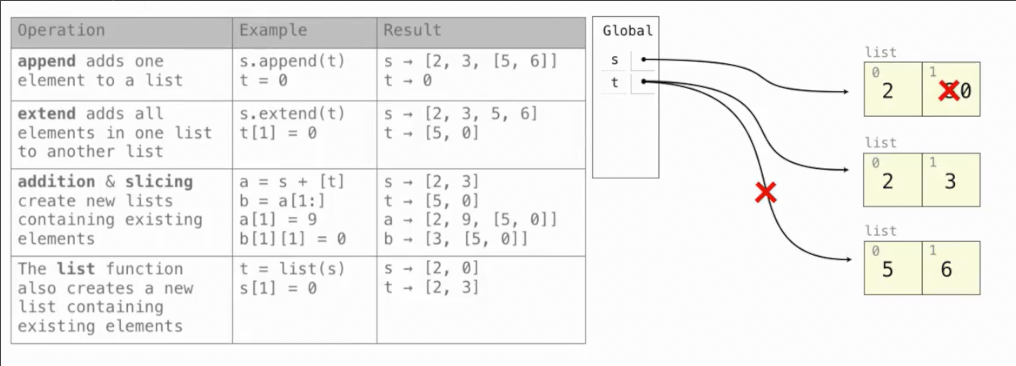 Operation Example Result
append adds one s.append(t) s → [2, 3, [5, 6]]
element to a list t = 0 t → 0
extend adds all s.extend(t) s → [2, 3, 5, 6]
elements in one list t[1] = 0 t → [5, 0]
to another list
addition & slicing a = s + [t] s → [2, 3]
create new lists b = a[1:] t → [5, 0]
containing existing a[1] = 9 a → [2, 9, [5, 0]]
elements b[1][1] = 0 b → [3, [5, 0]]
The list function t = list(s) s → [2, 0]
also creates a new s[1] = 0 t → [2, 3]
list containing
existing elements
Global
s
t
list
0 1
2 3 0
list
0 1
2 3
list
0 1
5 6